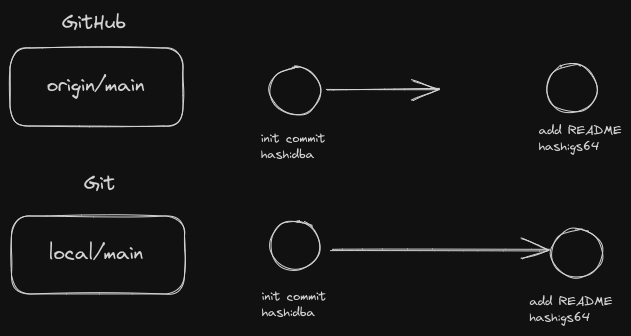 GitHub
origin/main
init commit
hash:dba
add README
hash:gs64
Git
local/main
init commit
hash:dba
add README
hash:gs64